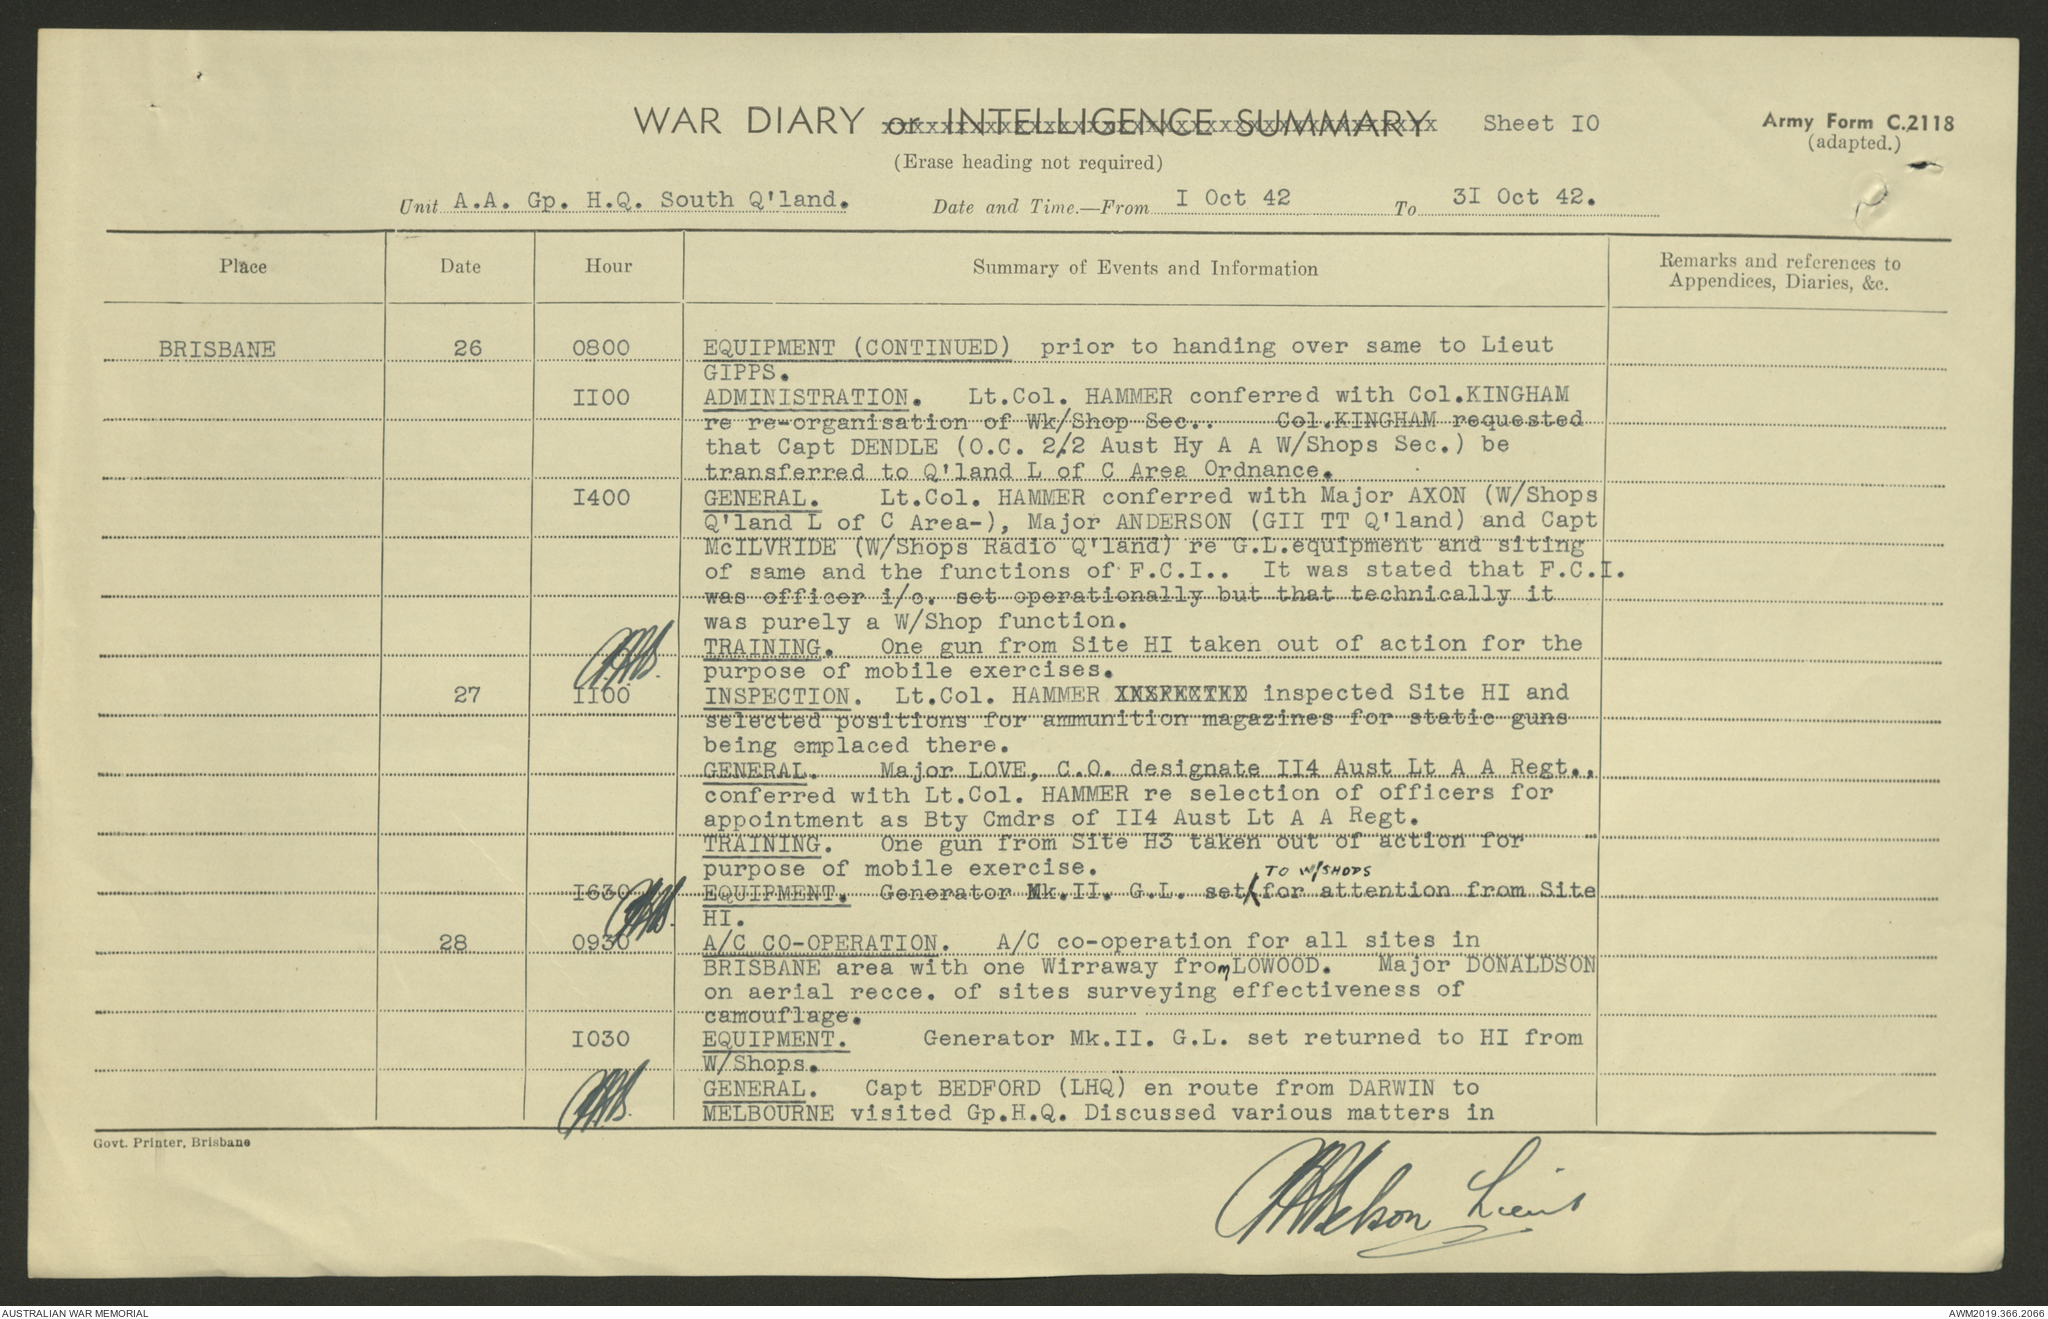 WAR DIARY or INTELLIGENCE SUMMARY Sheet IO
Army Form C.2118
(adapted.)
(Erase heading not required)
Unit A.A. Gp. H.Q. South Q'land. Date and Time.—From I Oct 42 To 3I Oct 42.
Place Date Hour Summary of Events and Information Remarks and references to
Appendices, Diaries, &c.
BRISBANE 26 0800 EQUIPMENT (CONTINUED) prior to handing over same to Lieut
GIPPS.
II00 ADMINISTRATION. Lt.Col. HAMMER conferred with Col.KINGHAM
re re-organisation of Wk/Shop Sec.. Col.KINGHAM requested
that Capt DENDLE (O.C. 2/2 Aust Hy A A W/Shops Sec.) be
transferred to Q'land L of C Area Ordnance.
I400 GENERAL. Lt.Col. HAMMER conferred with Major AXON (W/Shops
Q'land L of C Area-), Major ANDERSON (GII TT Q'land) and Capt
McILVRIDE (W/Shops Radio Q'land) re G.L.equipment and siting
of same and the functions of F.C.I.. It was stated that F.C.I.
was officer i/c. set operationally but that technically it
was purely a W/Shop function.
TRAINING. One gun from Site HI taken out of action for the
purpose of mobile exercises.
27 II00 INSPECTION. Lt.Col. HAMMER INSPECTED inspected Site HI and
selected positions for ammunition magazines for static guns
being emplaced there.
GENERAL. Major LOVE, C.O. designate II4 Aust Lt A A Regt.,
conferred with Lt.Col. HAMMER re selection of officers for
appointment as Bty Cmdrs of II4 Aust Lt A A Regt.
TRAINING. One gun from Site H3 taken out of action for
purpose of mobile exercise.
TO W/SHOPS
I630 EQUIPMENT. Generator Mk.II. G.L. set for attention from Site
HI.
28 0930 A/C CO-OPERATION. A/C co-operation for all sites in
BRISBANE area with one Wirraway from LOWOOD. Major DONALDSON
on aerial recce. of sites surveying effectiveness of
camouflage.
I030 EQUIPMENT. Generator Mk.II. G.L. set returned to HI from
W/Shops.
GENERAL. Capt BEDFORD (LHQ) en route from DARWIN to
MELBOURNE visited Gp.H.Q. Discussed various matters in
Govt. Printer, Brisbane
Lieut
AUSTRALIAN WAR MEMORIAL
AWM2019.366.2066